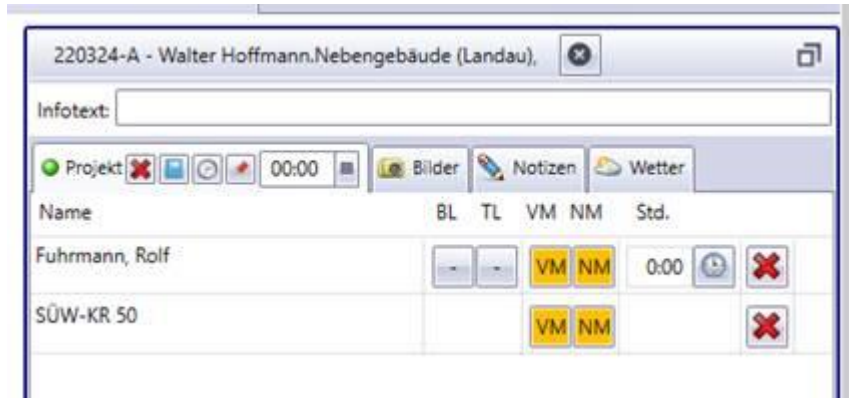 220324-A - Walter Hoffmann.Nebengebäude (Landau),
Infotext:
Projekt 00:00 Bilder Notizen Wetter
Name BL TL VM NM Std.
Fuhrmann, Rolf - - VM NM 0:00
SÜW-KR 50 VM NM